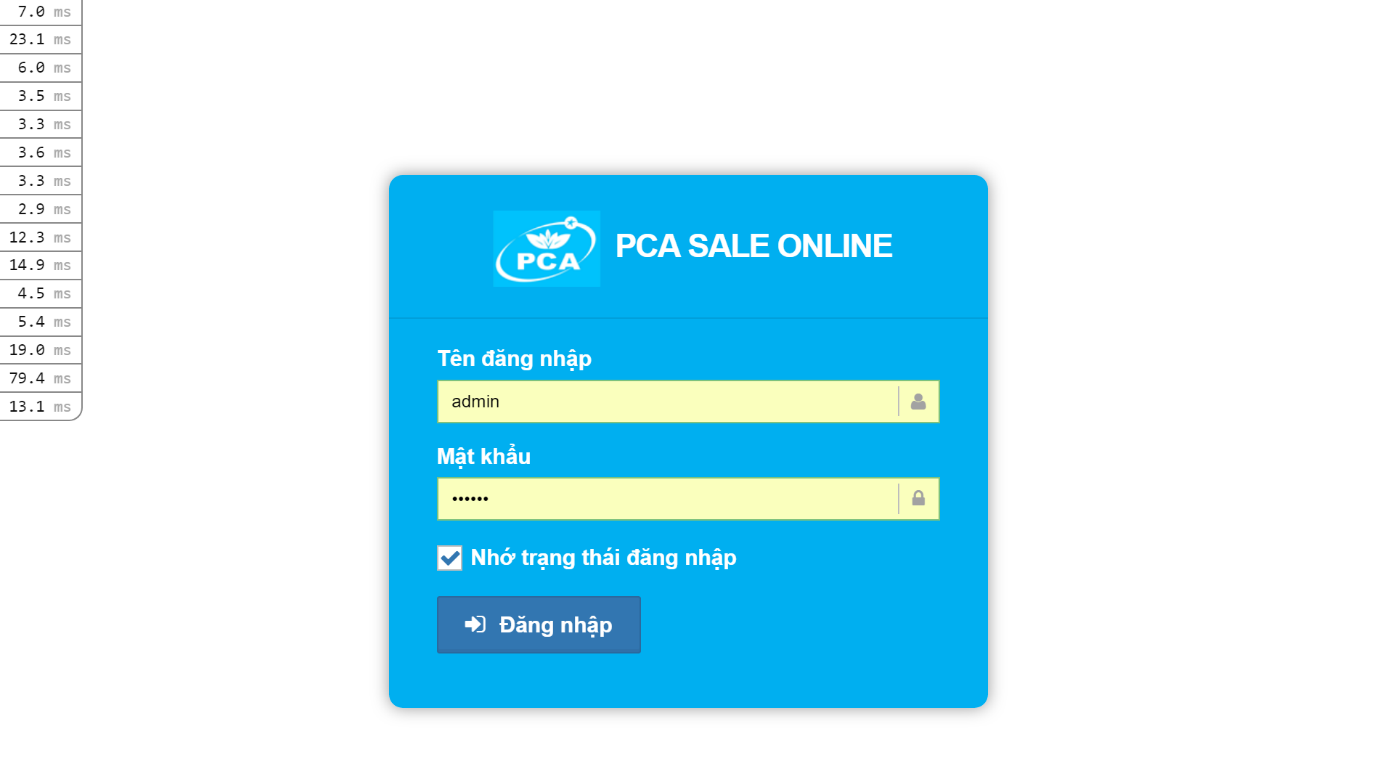 7.0 ms
23.1 ms
6.0 ms
3.5 ms
3.3 ms
3.6 ms
3.3 ms
2.9 ms
12.3 ms
14.9 ms
4.5 ms
5.4 ms
19.0 ms
79.4 ms
13.1 ms
PCA
PCA SALE ONLINE
Tên đăng nhập
admin
Mật khẩu
••••••
Nhớ trạng thái đăng nhập
Đăng nhập